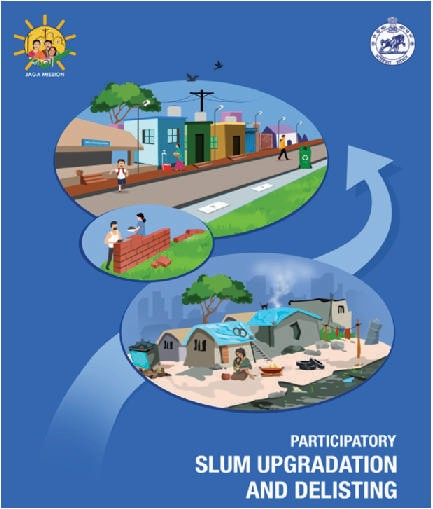 JAGA MISSION
PARTICIPATORY
SLUM UPGRADATION
AND DELISTING